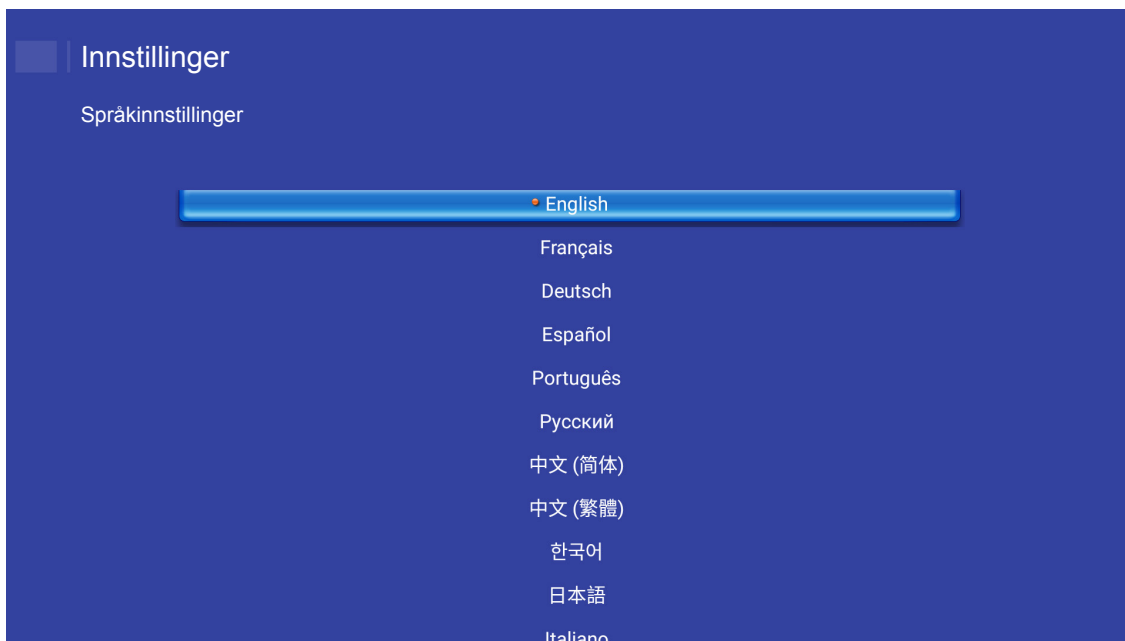 Innstillinger
Språkinnstillinger
English
Français
Deutsch
Español
Português
Русский
中文 (简体)
中文 (繁體)
한국어
日本語
Italiano